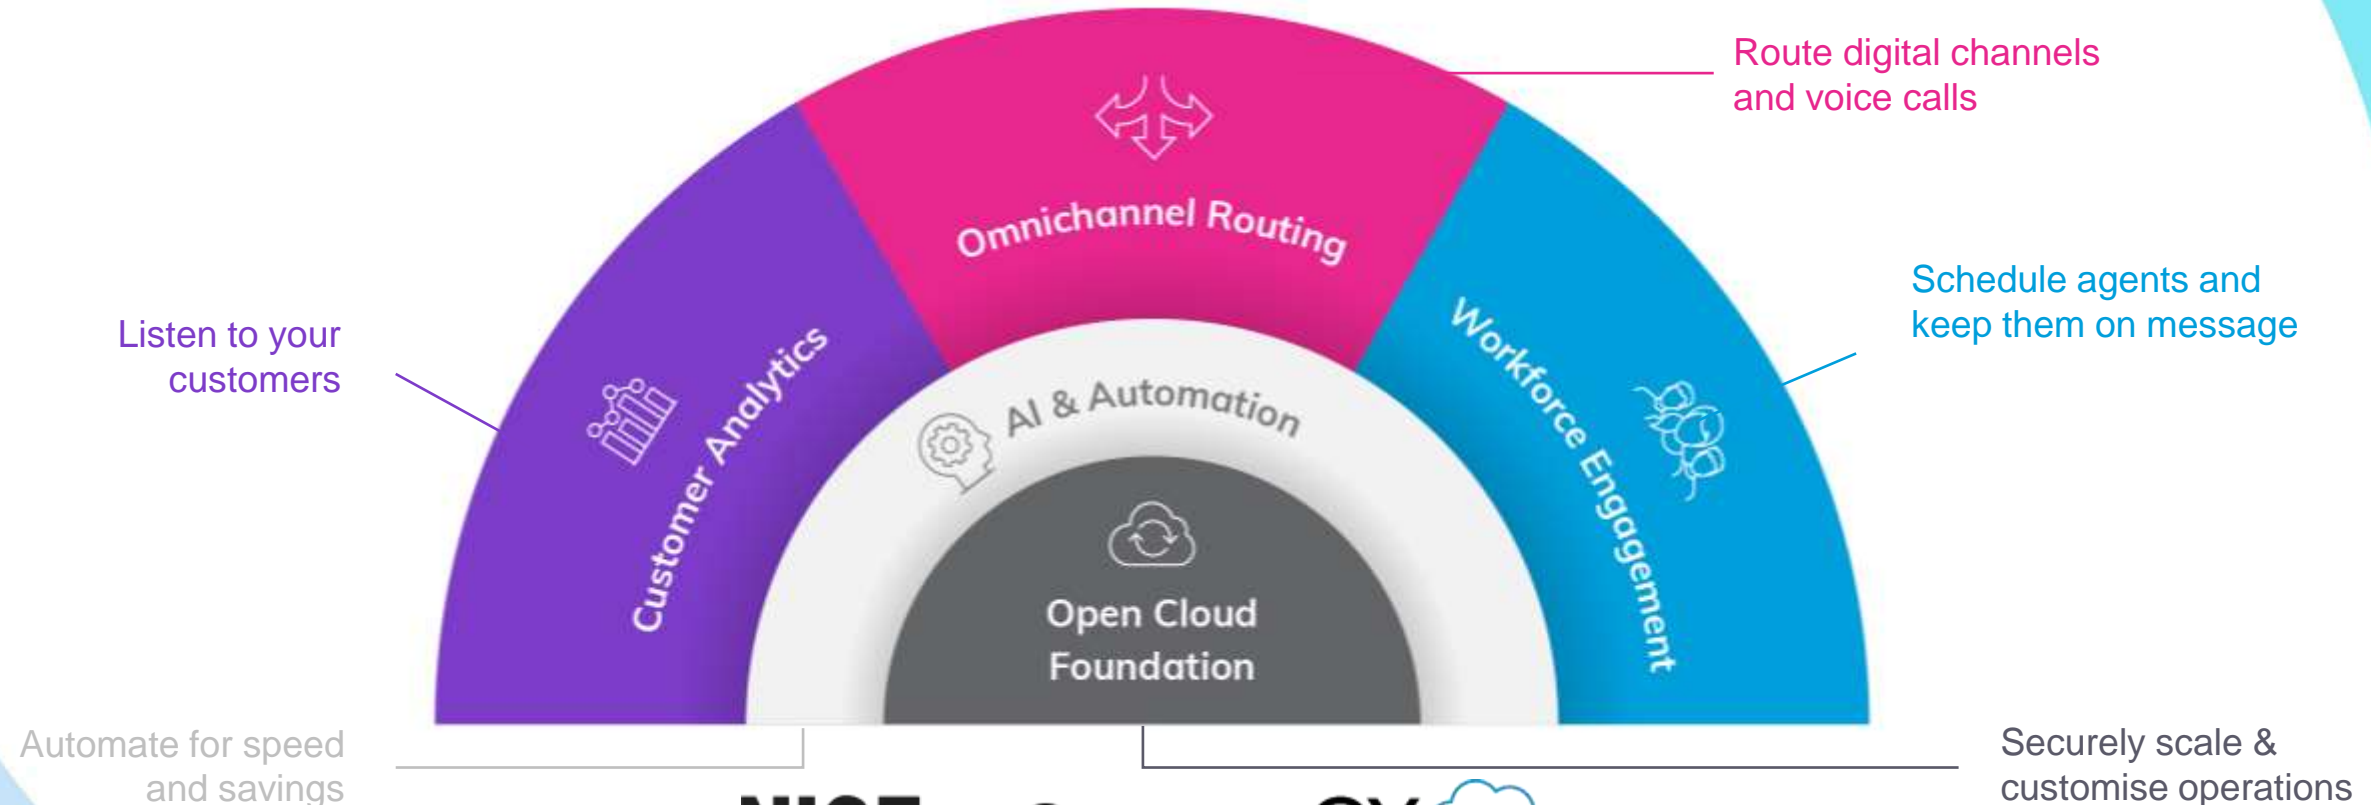 Route digital channels
and voice calls
Omnichannel Routing
Schedule agents and
keep them on message
Workforce Engagement
Listen to your
customers
Customer Analytics
AI & Automation
Open Cloud
Foundation
Automate for speed
and savings
Securely scale &
customise operations